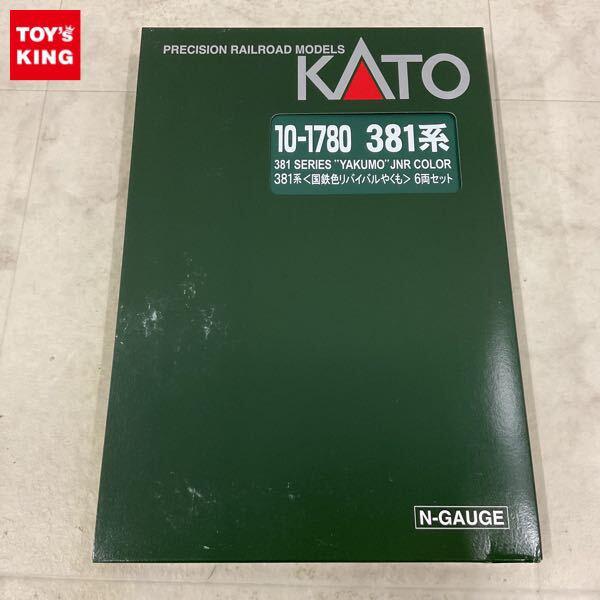 TOY's
KING
PRECISION RAILROAD MODELS
KATO
10-1780 381系
381 SERIES "YAKUMO" JNR COLOR
381系<国鉄色リバイバルやくも> 6両セット
N-GAUGE